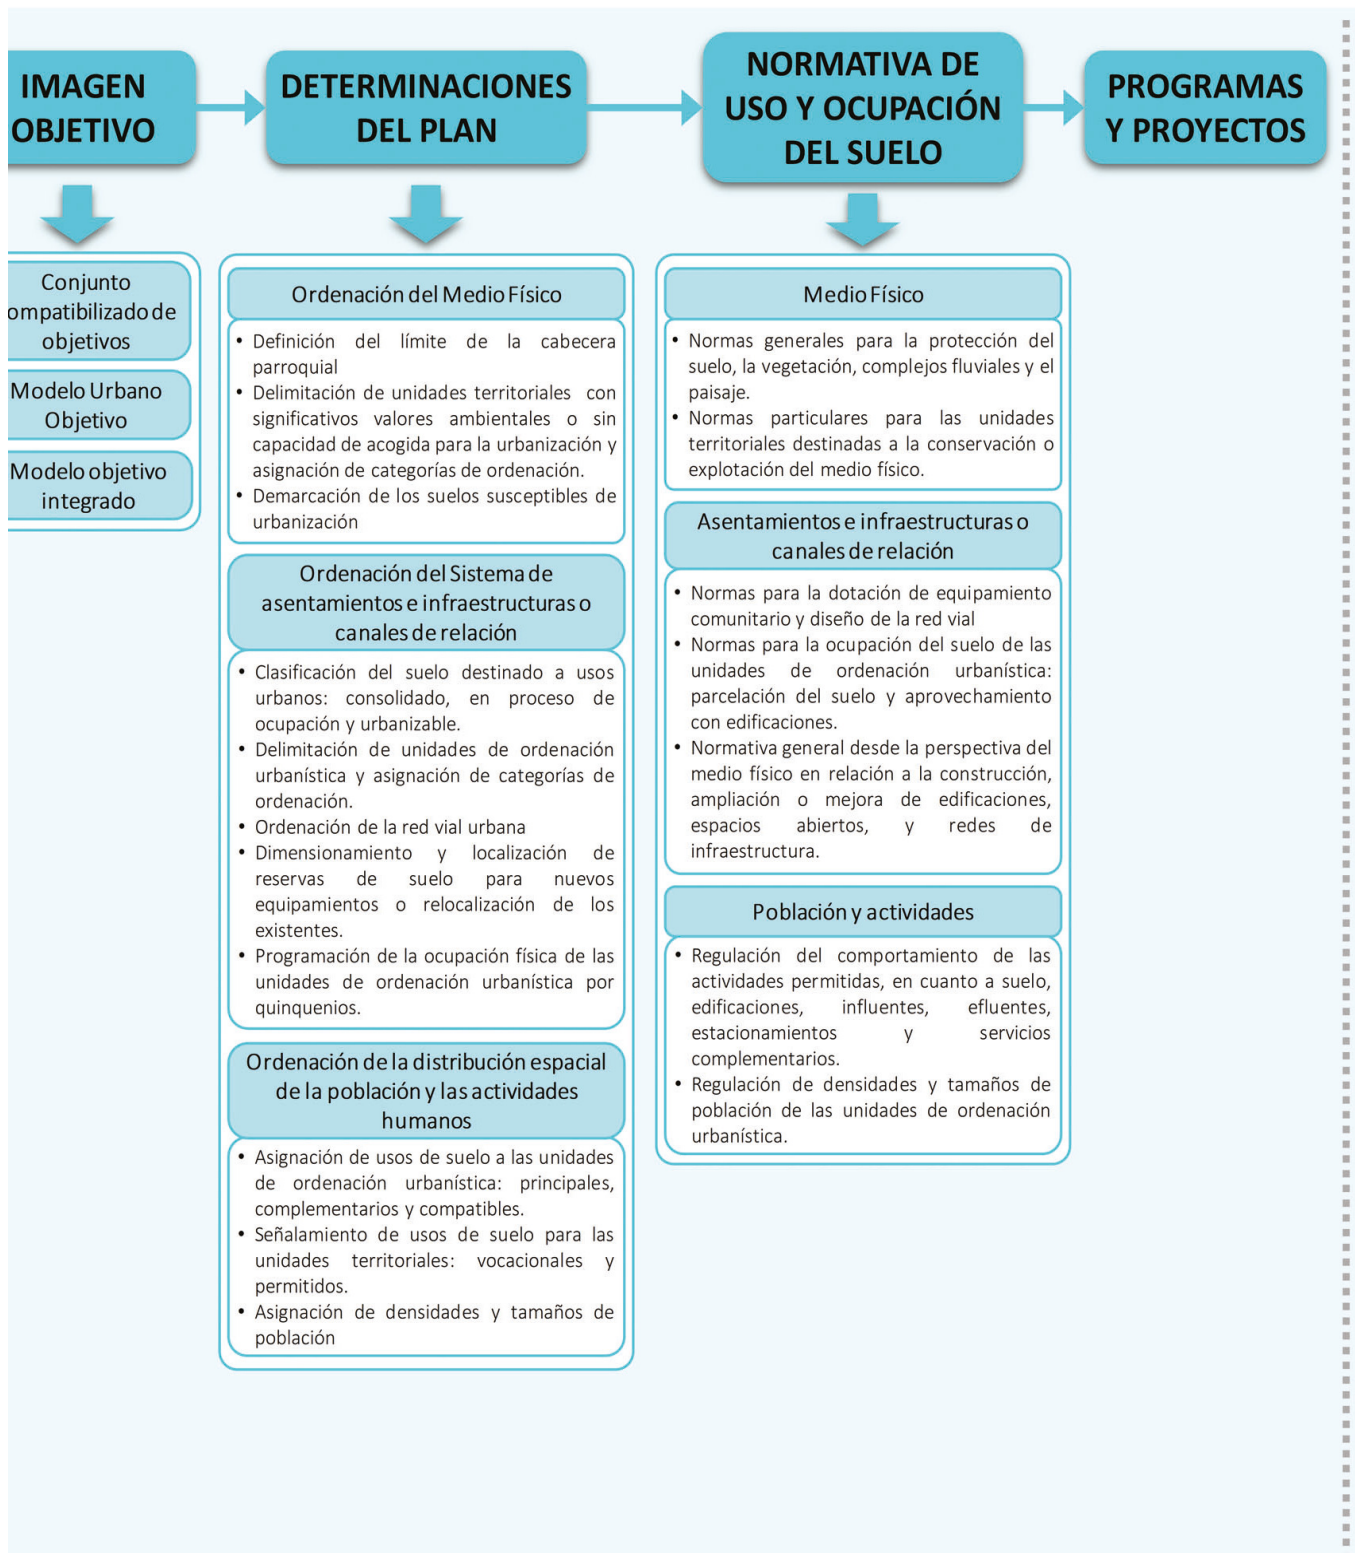 IMAGEN
OBJETIVO
DETERMINACIONES
DEL PLAN
NORMATIVA DE
USO Y OCUPACIÓN
DEL SUELO
PROGRAMAS
Y PROYECTOS
Conjunto
ompatibilizado de
objetivos
Modelo Urbano
Objetivo
Modelo objetivo
integrado
Ordenación del Medio Físico
• Definición del límite de la cabecera
parroquial
• Delimitación de unidades territoriales con
significativos valores ambientales o sin
capacidad de acogida para la urbanización y
asignación de categorías de ordenación.
• Demarcación de los suelos susceptibles de
urbanización
Ordenación del Sistema de
asentamientos e infraestructuras o
canales de relación
• Clasificación del suelo destinado a usos
urbanos: consolidado, en proceso de
ocupación y urbanizable.
• Delimitación de unidades de ordenación
urbanística y asignación de categorías de
ordenación.
• Ordenación de la red vial urbana
• Dimensionamiento y localización de
reservas de suelo para nuevos
equipamientos o relocalización de los
existentes.
• Programación de la ocupación física de las
unidades de ordenación urbanística por
quinquenios.
Ordenación de la distribución espacial
de la población y las actividades
humanos
• Asignación de usos de suelo a las unidades
de ordenación urbanística: principales,
complementarios y compatibles.
• Señalamiento de usos de suelo para las
unidades territoriales: vocacionales y
permitidos.
• Asignación de densidades y tamaños de
población
Medio Físico
• Normas generales para la protección del
suelo, la vegetación, complejos fluviales y el
paisaje.
• Normas particulares para las unidades
territoriales destinadas a la conservación o
explotación del medio físico.
Asentamientos e infraestructuras o
canales de relación
• Normas para la dotación de equipamiento
comunitario y diseño de la red vial
• Normas para la ocupación del suelo de las
unidades de ordenación urbanística:
parcelación del suelo y aprovechamiento
con edificaciones.
• Normativa general desde la perspectiva del
medio físico en relación a la construcción,
ampliación o mejora de edificaciones,
espacios abiertos, y redes de
infraestructura.
Población y actividades
• Regulación del comportamiento de las
actividades permitidas, en cuanto a suelo,
edificaciones, influentes, efluentes,
estacionamientos y servicios
complementarios.
• Regulación de densidades y tamaños de
población de las unidades de ordenación
urbanística.